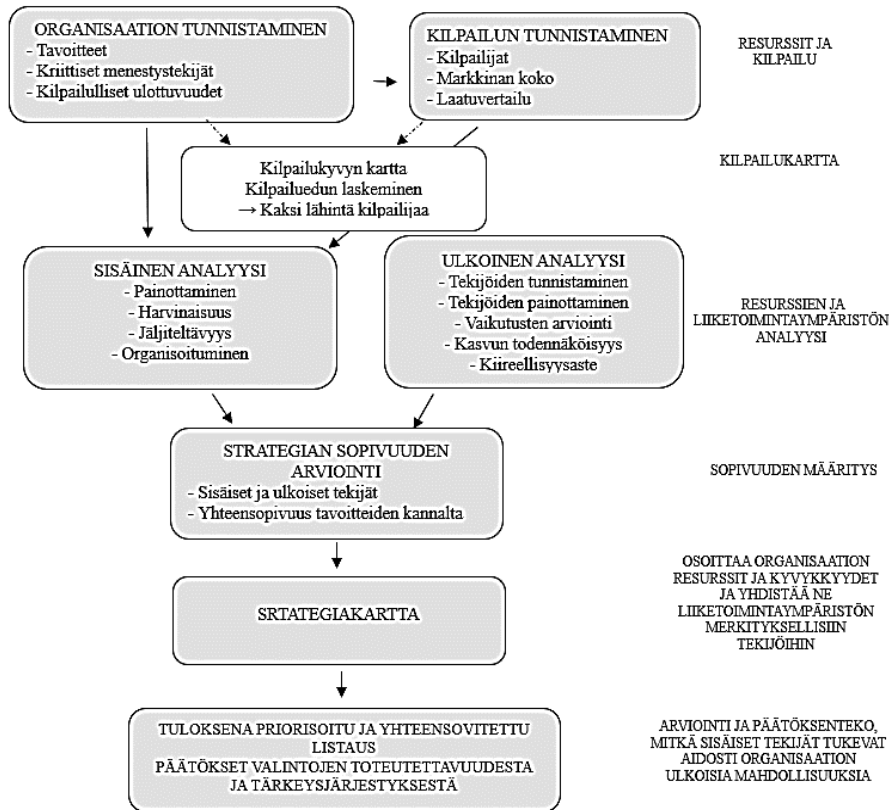 ORGANISAATION TUNNISTAMINEN
- Tavoitteet
- Kriittiset menestystekijät
- Kilpailulliset ulottuvuudet
KILPAILUN TUNNISTAMINEN
- Kilpailijat
- Markkinan koko
- Laatuvertailu
RESURSSIT JA
KILPAILU
Kilpailukyvyn kartta
Kilpailuedun laskeminen
→ Kaksi lähintä kilpailijaa
KILPAILUKARTTA
SISÄINEN ANALYYSI
- Painottaminen
- Harvinaisuus
- Jäljiteltävyys
- Organisoituminen
ULKOINEN ANALYYSI
- Tekijöiden tunnistaminen
- Tekijöiden painottaminen
- Vaikutusten arviointi
- Kasvun todennäköisyys
- Kiireellisyysaste
RESURSSIEN JA
LIIKETOIMINTAYMPÄRISTÖN
ANALYYSI
STRATEGIAN SOPIVUUDEN
ARVIOINTI
- Sisäiset ja ulkoiset tekijät
- Yhteensopivuus tavoitteiden kannalta
SOPIVUUDEN MÄÄRITYS
SRTATEGIAKARTTA
OSOITTAA ORGANISAATION
RESURSSIT JA KYVYKKYYDET
JA YHDISTÄÄ NE
LIIKETOIMINTAYMPÄRISTÖN
MERKITYKSELLISIIN
TEKIJÖIHIN
TULOKSENA PRIORISOITU JA YHTEENSOVITETTU
LISTAUS
PÄÄTÖKSET VALINTOJEN TOTEUTETTAVUUDESTA
JA TÄRKEYSJÄRJESTYKSESTÄ
ARVIOINTI JA PÄÄTÖKSENTEKO,
MITKÄ SISÄISET TEKIJÄT TUKEVAT
AIDOSTI ORGANISAATION
ULKOISIA MAHDOLLISUUKSIA